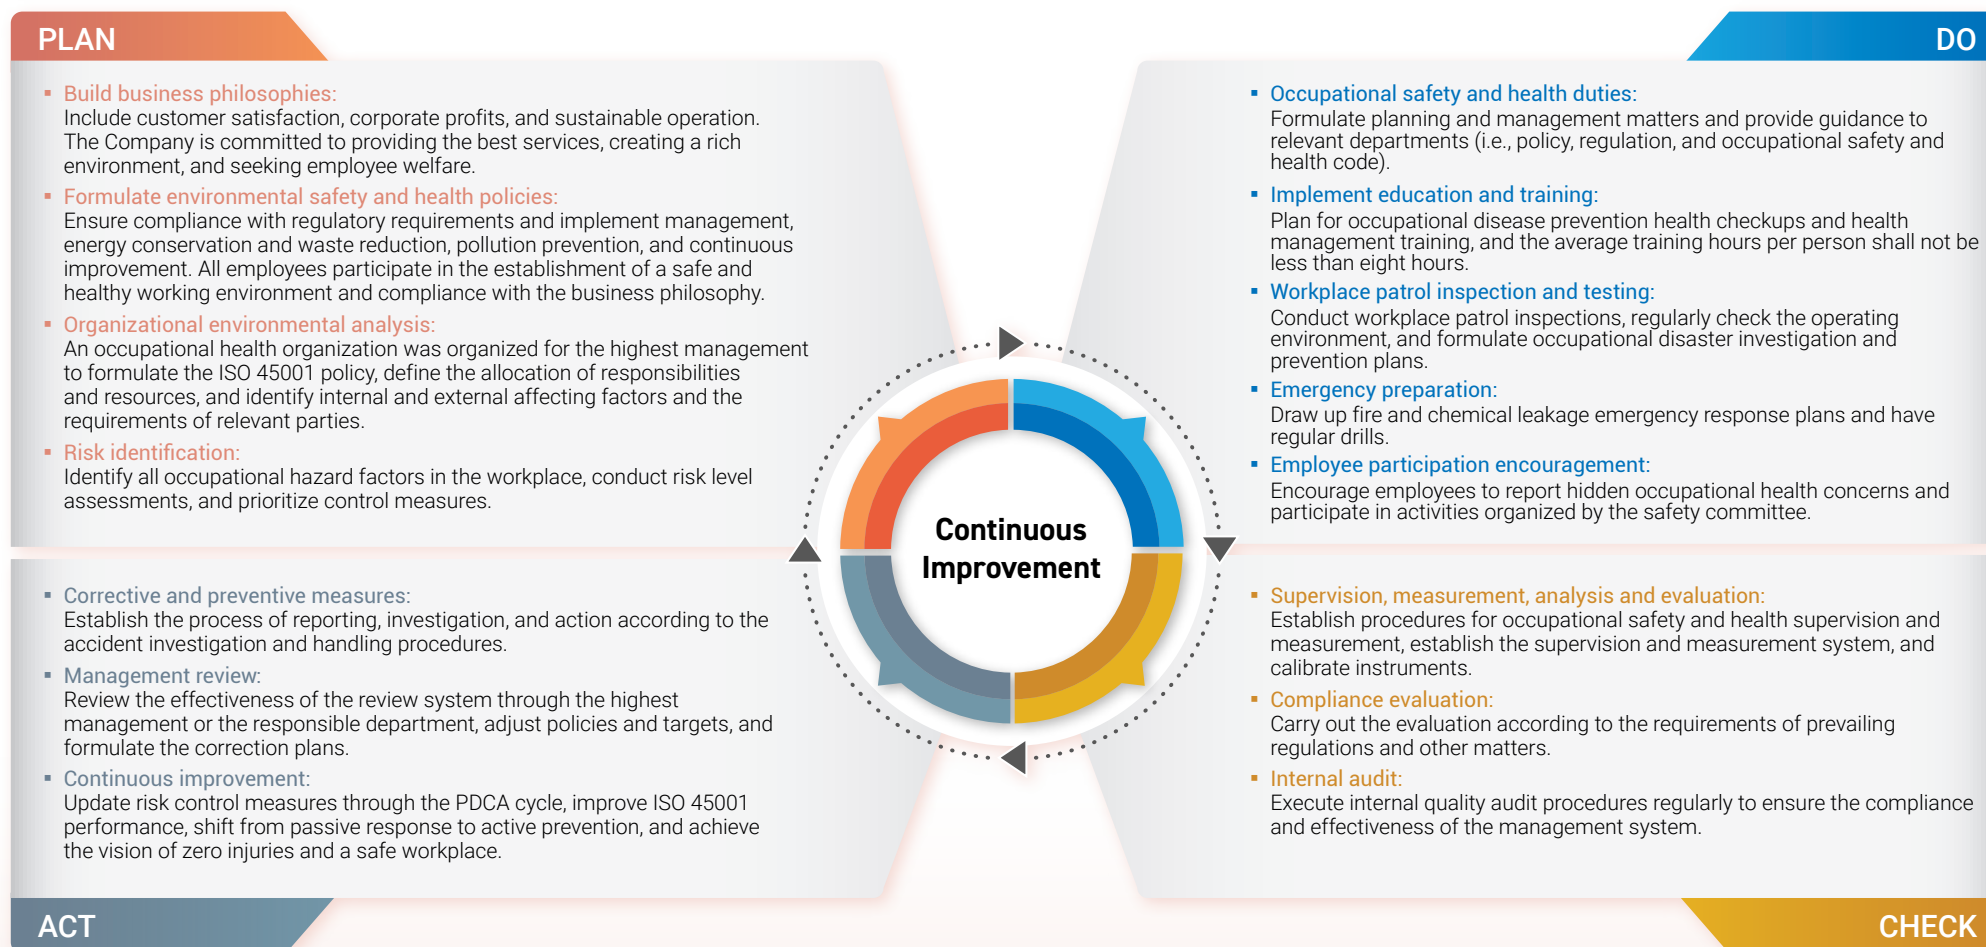 PLAN
▪ Build business philosophies:
Include customer satisfaction, corporate profits, and sustainable operation.
The Company is committed to providing the best services, creating a rich
environment, and seeking employee welfare.
▪ Formulate environmental safety and health policies:
Ensure compliance with regulatory requirements and implement management,
energy conservation and waste reduction, pollution prevention, and continuous
improvement. All employees participate in the establishment of a safe and
healthy working environment and compliance with the business philosophy.
▪ Organizational environmental analysis:
An occupational health organization was organized for the highest management
to formulate the ISO 45001 policy, define the allocation of responsibilities
and resources, and identify internal and external affecting factors and the
requirements of relevant parties.
▪ Risk identification:
Identify all occupational hazard factors in the workplace, conduct risk level
assessments, and prioritize control measures.
DO
▪ Occupational safety and health duties:
Formulate planning and management matters and provide guidance to
relevant departments (i.e., policy, regulation, and occupational safety and
health code).
▪ Implement education and training:
Plan for occupational disease prevention health checkups and health
management training, and the average training hours per person shall not be
less than eight hours.
▪ Workplace patrol inspection and testing:
Conduct workplace patrol inspections, regularly check the operating
environment, and formulate occupational disaster investigation and
prevention plans.
▪ Emergency preparation:
Draw up fire and chemical leakage emergency response plans and have
regular drills.
▪ Employee participation encouragement:
Encourage employees to report hidden occupational health concerns and
participate in activities organized by the safety committee.
Continuous
Improvement
▪ Corrective and preventive measures:
Establish the process of reporting, investigation, and action according to the
accident investigation and handling procedures.
▪ Management review:
Review the effectiveness of the review system through the highest
management or the responsible department, adjust policies and targets, and
formulate the correction plans.
▪ Continuous improvement:
Update risk control measures through the PDCA cycle, improve ISO 45001
performance, shift from passive response to active prevention, and achieve
the vision of zero injuries and a safe workplace.
ACT
▪ Supervision, measurement, analysis and evaluation:
Establish procedures for occupational safety and health supervision and
measurement, establish the supervision and measurement system, and
calibrate instruments.
▪ Compliance evaluation:
Carry out the evaluation according to the requirements of prevailing
regulations and other matters.
▪ Internal audit:
Execute internal quality audit procedures regularly to ensure the compliance
and effectiveness of the management system.
CHECK